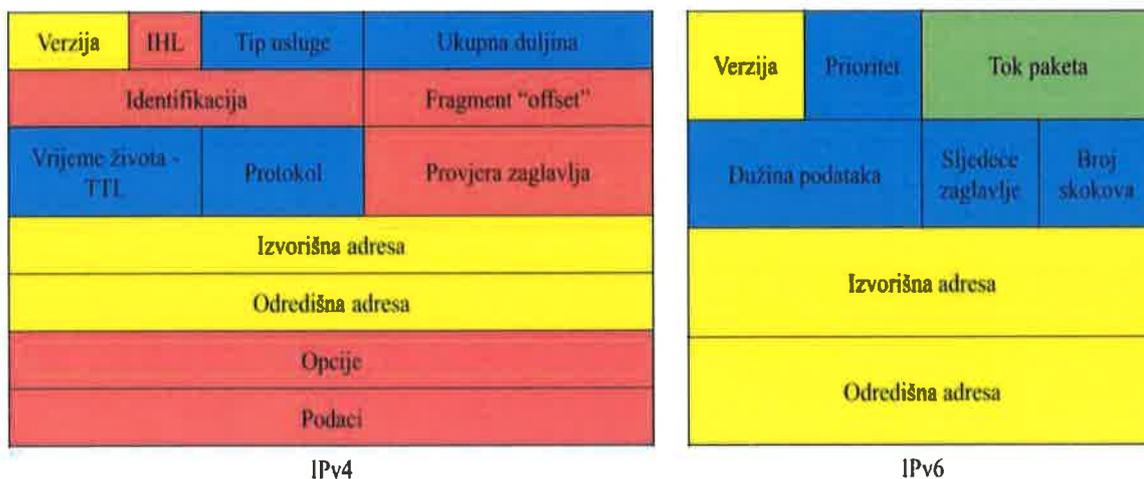 Verzija IHL Tip usluge Ukupna duljina
Identifikacija Fragment “offset”
Vrijeme života -
TTL
Protokol
Provjera zaglavlja
Izvorišna adresa
Odredišna adresa
Opcije
Podaci
IPv4
Verzija Prioritet Tok paketa
Dužina podataka
Sljedeće
zaglavlje
Broj
skokova
Izvorišna adresa
Odredišna adresa
IPv6